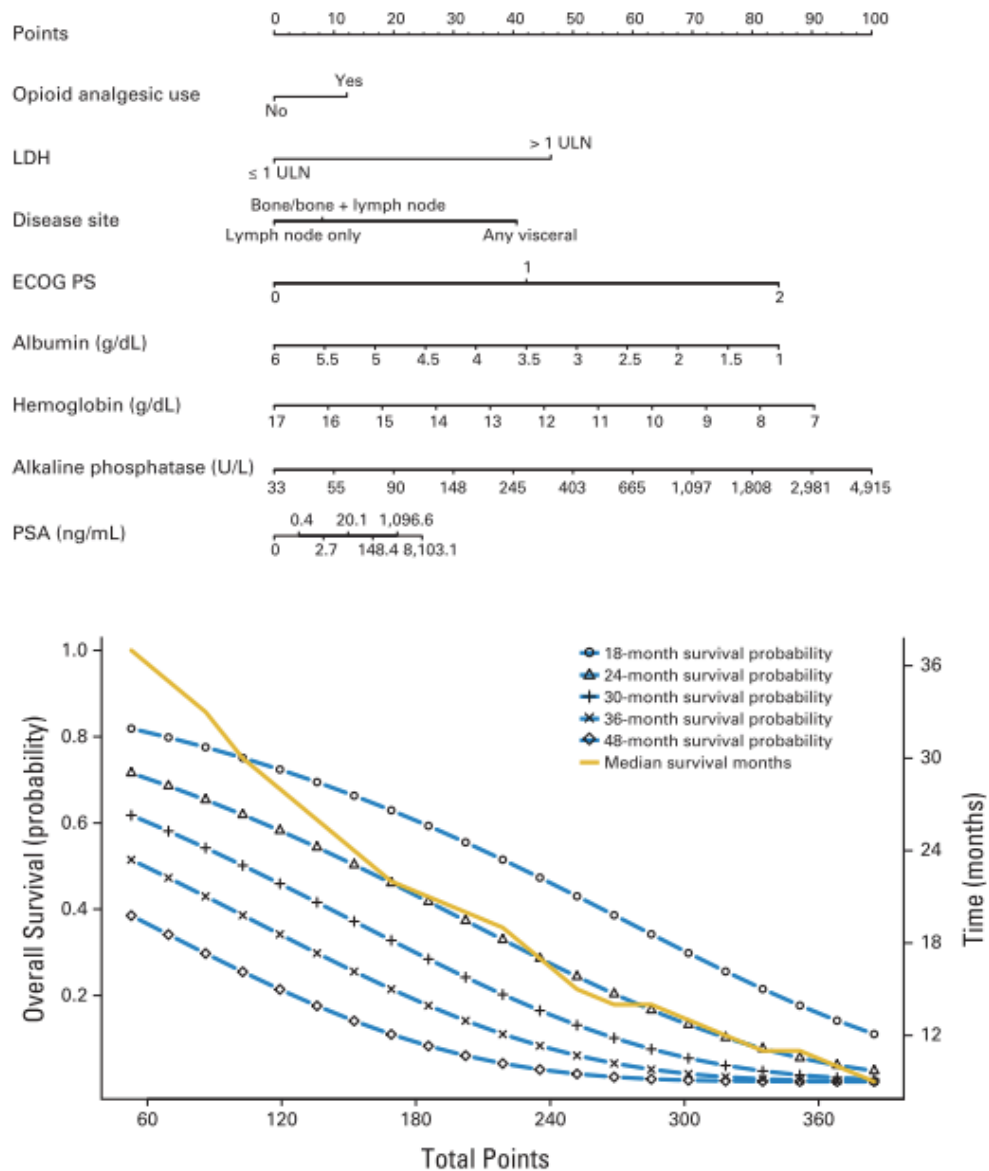 Points
0 10 20 30 40 50 60 70 80 90 100
Opioid analgesic use
Yes
No
LDH
> 1 ULN
≤ 1 ULN
Disease site
Bone/bone + lymph node
Lymph node only Any visceral
ECOG PS
1
0 2
Albumin (g/dL)
6 5.5 5 4.5 4 3.5 3 2.5 2 1.5 1
Hemoglobin (g/dL)
17 16 15 14 13 12 11 10 9 8 7
Alkaline phosphatase (U/L)
33 55 90 148 245 403 665 1,097 1,808 2,981 4,915
PSA (ng/mL)
0.4 20.1 1,096.6
0 2.7 148.4 8,103.1
Overall Survival (probability)
1.0
0.8
0.6
0.4
0.2
18-month survival probability
24-month survival probability
30-month survival probability
36-month survival probability
48-month survival probability
Median survival months
36
30
24
18
12
Time (months)
60 120 180 240 300 360
Total Points